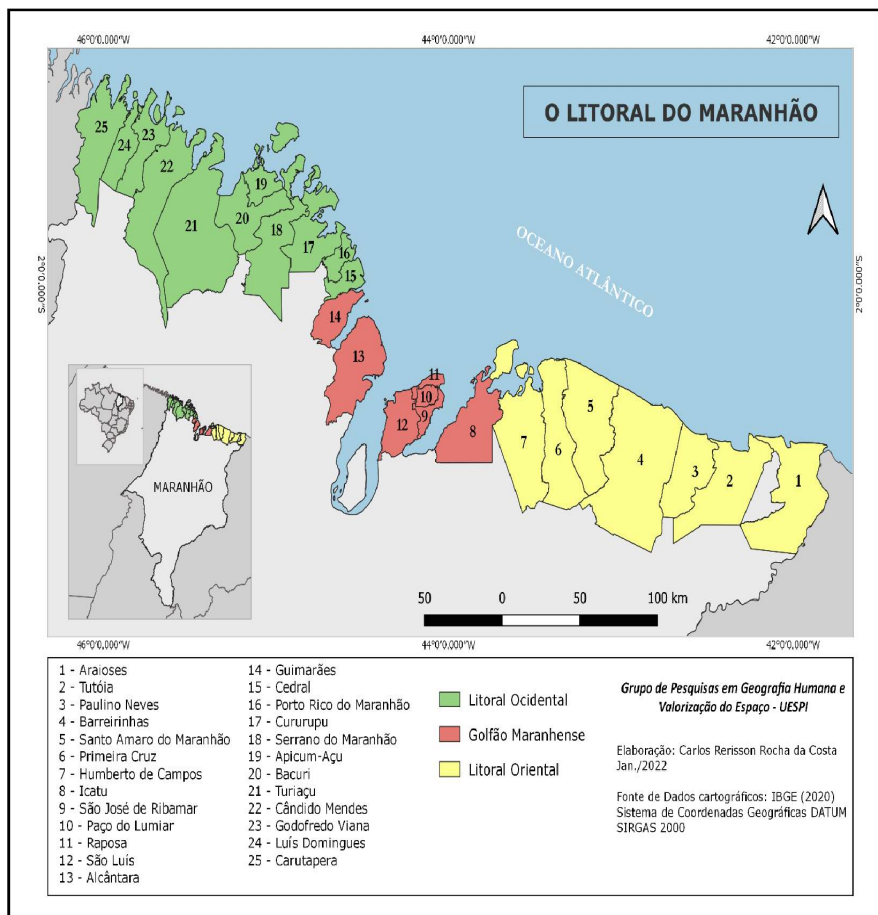 46°0'0.000"W 44°0'0.000"W 42°0'0.000"W
O LITORAL DO MARANHÃO
25
23
24
22
19
21
20
18
17
16
15
2°0'0.000"S
2°0'0.000"S
OCEANO ATLÂNTICO
14
13
11
10
9
12
8
7
6
5
4
3
2
1
MARANHÃO
50 0 50 100 km
46°0'0.000"W 44°0'0.000"W 42°0'0.000"W
1 - Araioses
2 - Tutóia
3 - Paulino Neves
4 - Barreirinhas
5 - Santo Amaro do Maranhão
6 - Primeira Cruz
7 - Humberto de Campos
8 - Icatu
9 - São José de Ribamar
10 - Paço do Lumiar
11 - Raposa
12 - São Luís
13 - Alcântara
14 - Guimarães
15 - Cedral
16 - Porto Rico do Maranhão
17 - Cururupu
18 - Serrano do Maranhão
19 - Apicum-Açu
20 - Bacuri
21 - Turiaçu
22 - Cândido Mendes
23 - Godofredo Viana
24 - Luís Domingues
25 - Carutapera
Litoral Ocidental
Golfão Maranhense
Litoral Oriental
Grupo de Pesquisas em Geografia Humana e
Valorização do Espaço - UESPI
Elaboração: Carlos Rerisson Rocha da Costa
Jan./2022
Fonte de Dados cartográficos: IBGE (2020)
Sistema de Coordenadas Geográficas DATUM
SIRGAS 2000